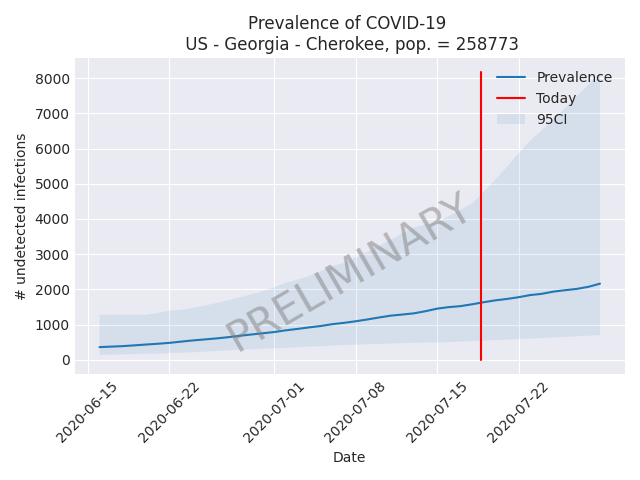 Prevalence of COVID-19
US - Georgia - Cherokee, pop. = 258773
8000
7000
6000
5000
4000
3000
2000
1000
0
# undetected infections
Prevalence
Today
95CI
PRELIMINARY
2020-06-15
2020-06-22
2020-07-01
2020-07-08
2020-07-15
2020-07-22
Date